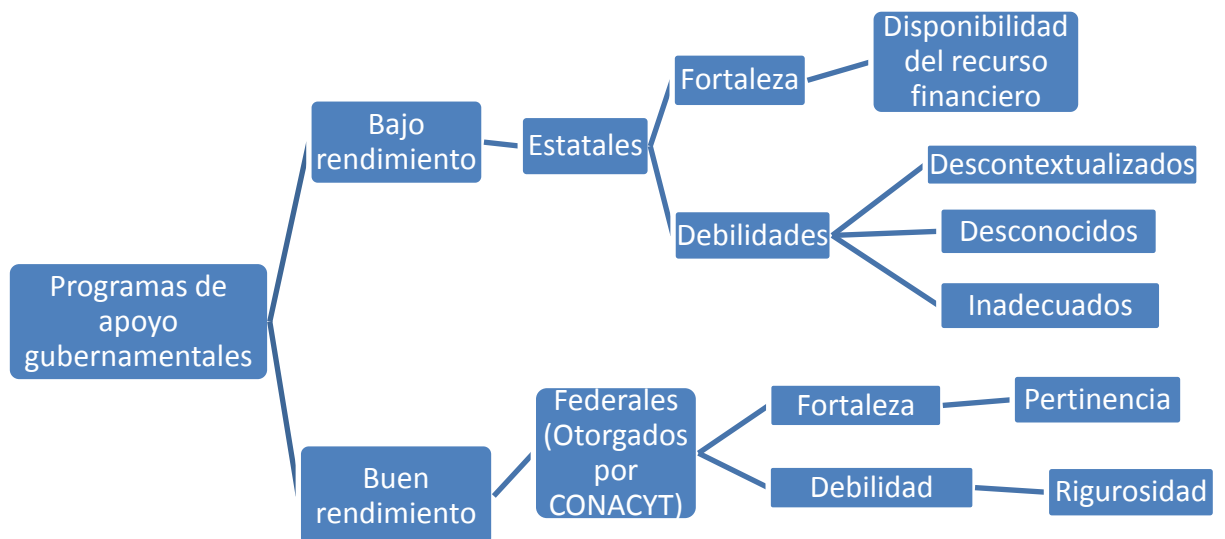 Programas de
apoyo
gubernamentales
Bajo
rendimiento
Estatales
Fortaleza
Disponibilidad
del recurso
financiero
Debilidades
Descontextualizados
Desconocidos
Inadecuados
Buen
rendimiento
Federales
(Otorgados
por
CONACYT)
Fortaleza
Pertinencia
Debilidad
Rigurosidad